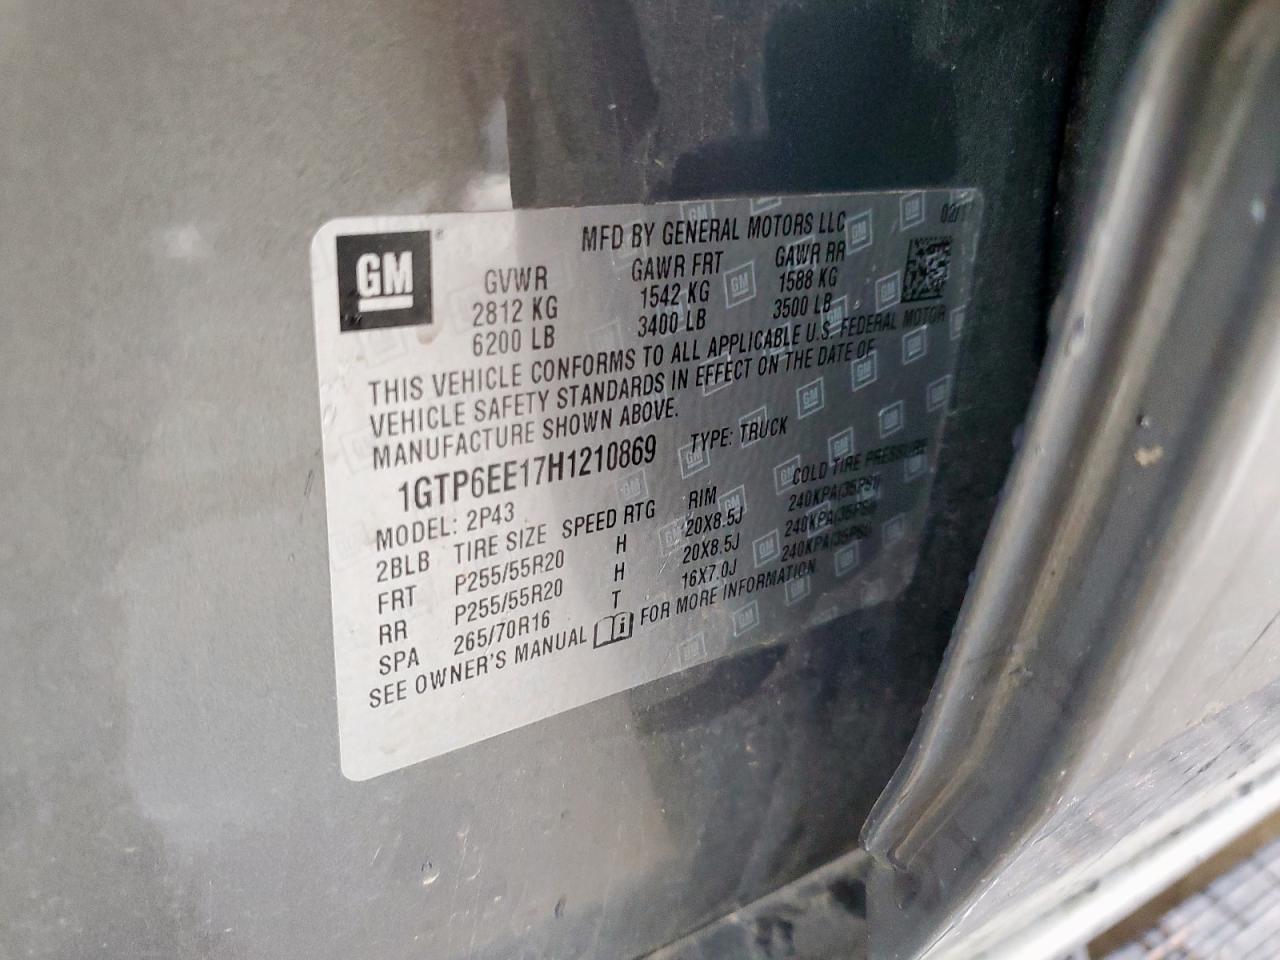 GM
MFD BY GENERAL MOTORS LLC
GVWR GAWR FRT GAWR RR
2812 KG 1542 KG 1588 KG
6200 LB 3400 LB 3500 LB
THIS VEHICLE CONFORMS TO ALL APPLICABLE U.S. FEDERAL MOTOR
VEHICLE SAFETY STANDARDS IN EFFECT ON THE DATE OF
MANUFACTURE SHOWN ABOVE.
1GTP6EE17H1210869 TYPE: TRUCK
MODEL: 2P43
2BLB TIRE SIZE SPEED RTG RIM COLD TIRE PRESSURE
FRT P255/55R20 H 20X8.5J 240KPA(35PSI)
RR P255/55R20 H 20X8.5J 240KPA(35PSI)
SPA 265/70R16 T 16X7.0J 240KPA(35PSI)
SEE OWNER'S MANUAL FOR MORE INFORMATION